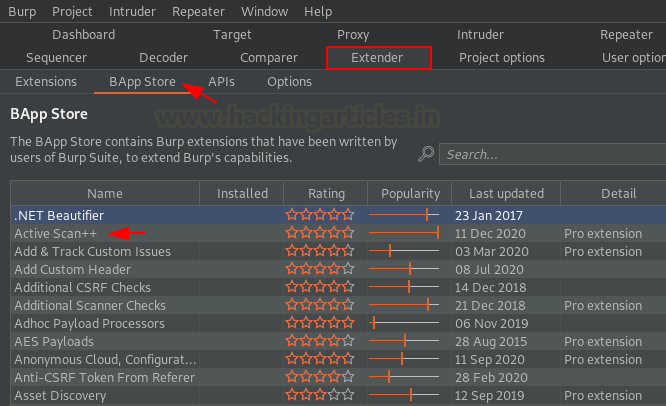 Burp Project Intruder Repeater Window Help
Dashboard Target Proxy Intruder Repeater
Sequencer Decoder Comparer Extender Project options User option
Extensions BApp Store APIs Options
www.hackingarticles.in
BApp Store
The BApp Store contains Burp extensions that have been written by
users of Burp Suite, to extend Burp's capabilities.
Search...
Name Installed Rating Popularity Last updated Detail
.NET Beautifier 23 Jan 2017
Active Scan++ 11 Dec 2020 Pro extension
Add & Track Custom Issues 03 Mar 2020 Pro extension
Add Custom Header 08 Jul 2020
Additional CSRF Checks 14 Dec 2018
Additional Scanner Checks 21 Dec 2018 Pro extension
Adhoc Payload Processors 06 Nov 2019
AES Payloads 28 Aug 2015 Pro extension
Anonymous Cloud, Configurat... 11 Sep 2020 Pro extension
Anti-CSRF Token From Referer 28 Feb 2020
Asset Discovery 12 Sep 2019 Pro extension